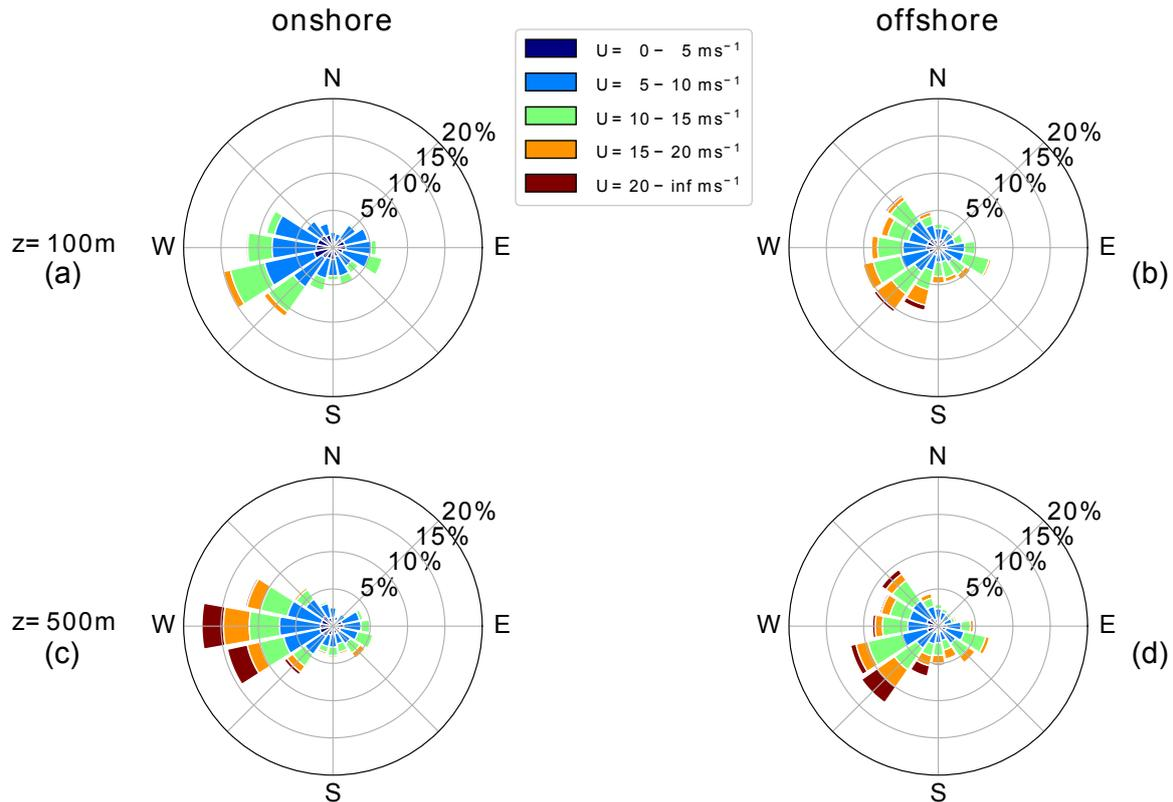 onshore
offshore
U = 0 – 5 ms⁻¹
U = 5 – 10 ms⁻¹
U = 10 – 15 ms⁻¹
U = 15 – 20 ms⁻¹
U = 20 – inf ms⁻¹
z= 100m
(a)
N
W
E
S
5%
10%
15%
20%
(b)
N
W
E
S
5%
10%
15%
20%
z= 500m
(c)
N
W
E
S
5%
10%
15%
20%
(d)
N
W
E
S
5%
10%
15%
20%